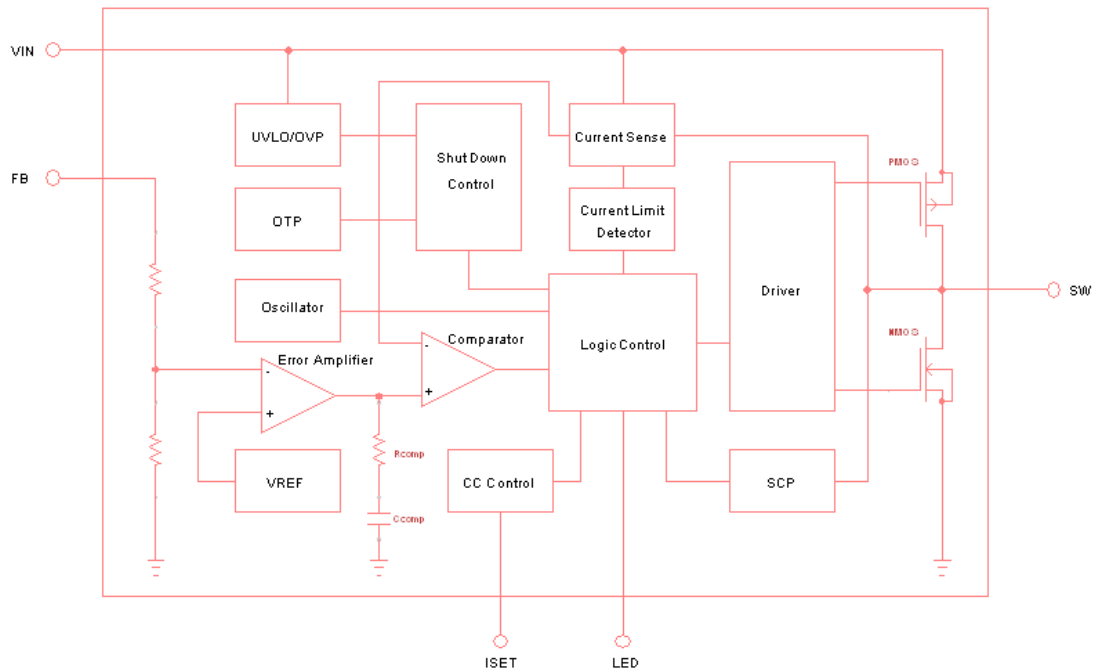 VIN
UVLO/OVP
Shut Down
Control
Current Sense
PMOS
FB
OTP
Current Limit
Detector
Oscillator
Driver
SW
Comparator
Logic Control
NMOS
Error Amplifier
-
+
-
+
Rcomp
VREF
CC Control
SCP
Ccomp
ISET
LED